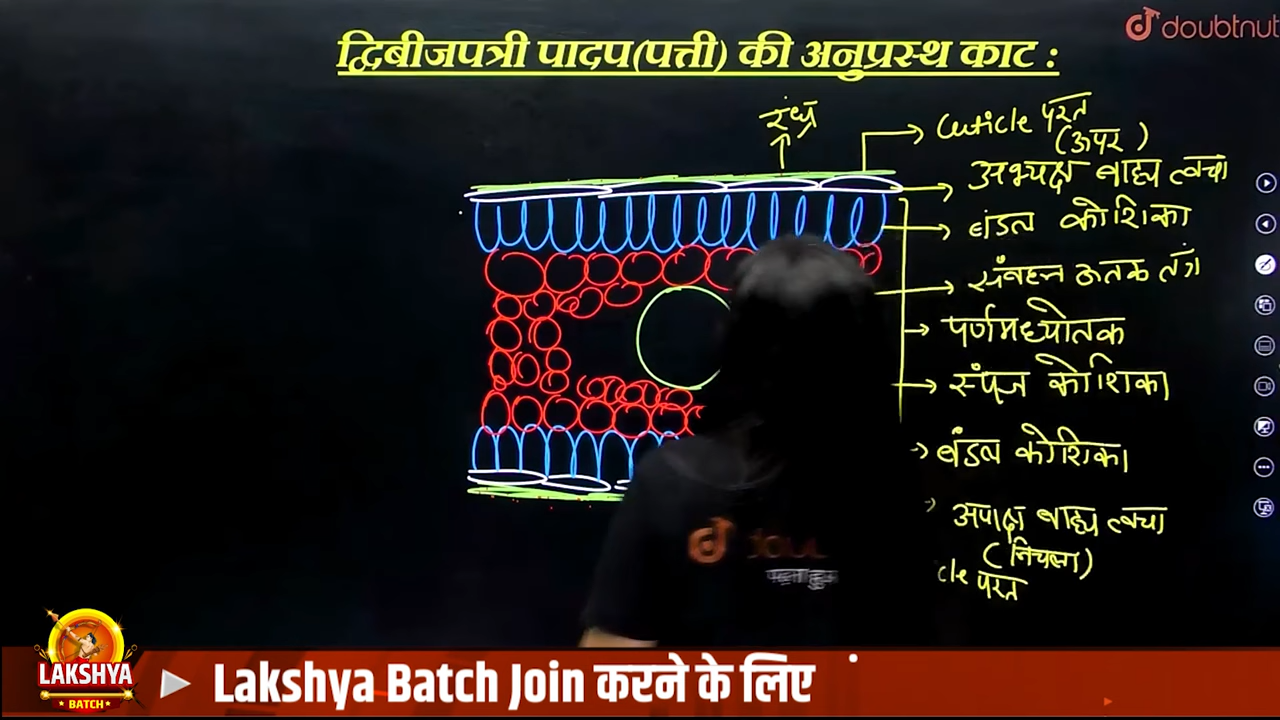 doubtnut
द्विबीजपत्री पादप(पत्ती) की अनुप्रस्थ काट :
रंध्र
Cuticle परत
(ऊपर)
अभ्यक्ष बाह्य त्वचा
खंडल कोशिका
संवहन ऊतक तंत्र
पर्णमध्योतक
स्पंज कोशिका
खंडल कोशिका
अपाक्ष बाह्य त्वचा
(निचला)
cle परत
LAKSHYA
BATCH
Lakshya Batch Join करने के लिए